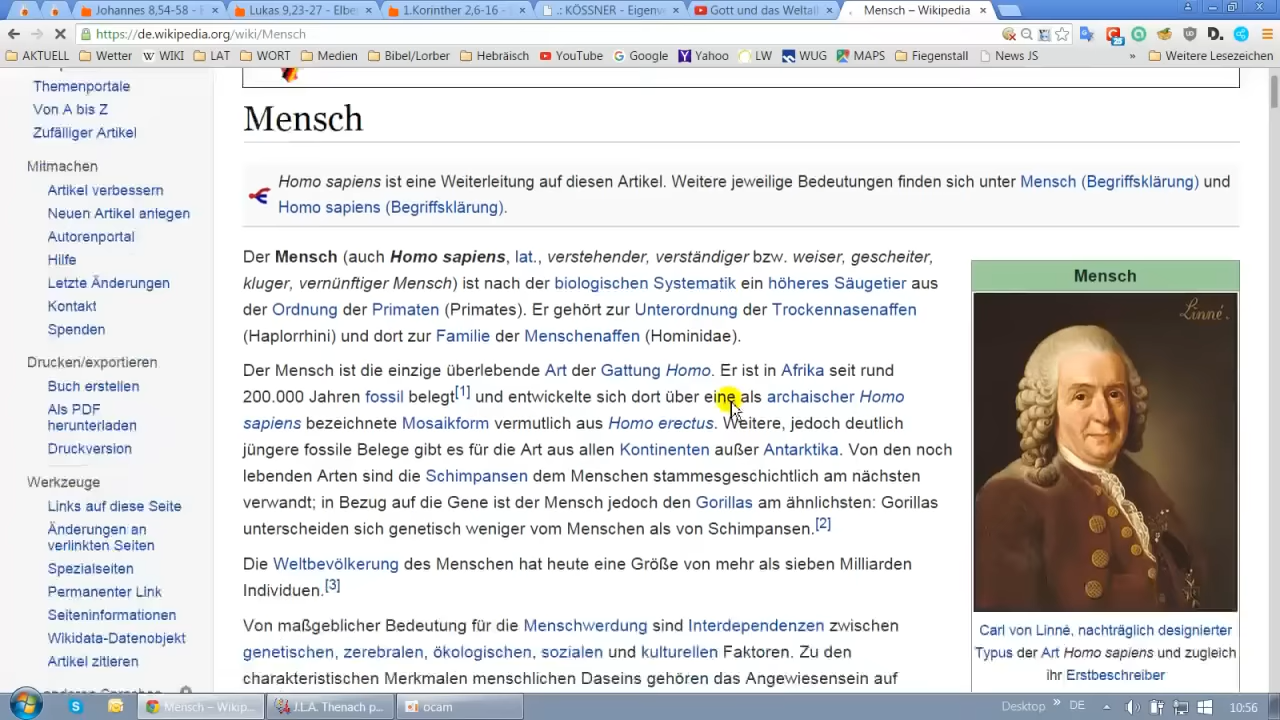 Johannes 8,54-58 - F
Lukas 9,23-27 - Elber
1.Korinther 2,6-16 -
.: KÖSSNER - Eigenw
Gott und das Weltal
Mensch – Wikipedia
https://de.wikipedia.org/wiki/Mensch
AKTUELL
Wetter
WIKI
LAT
WORT
Medien
Bibel/Lorber
Hebräisch
YouTube
Google
Yahoo
LW
WUG
MAPS
Fiegenstall
News JS
»
Weitere Lesezeichen
Themenportale
Von A bis Z
Zufälliger Artikel
Mitmachen
Artikel verbessern
Neuen Artikel anlegen
Autorenportal
Hilfe
Letzte Änderungen
Kontakt
Spenden
Drucken/exportieren
Buch erstellen
Als PDF
herunterladen
Druckversion
Werkzeuge
Links auf diese Seite
Änderungen an
verlinkten Seiten
Spezialseiten
Permanenter Link
Seiteninformationen
Wikidata-Datenobjekt
Artikel zitieren
Mensch
Homo sapiens ist eine Weiterleitung auf diesen Artikel. Weitere jeweilige Bedeutungen finden sich unter Mensch (Begriffsklärung) und
Homo sapiens (Begriffsklärung).
Der Mensch (auch Homo sapiens, lat., verstehender, verständiger bzw. weiser, gescheiter,
kluger, vernünftiger Mensch) ist nach der biologischen Systematik ein höheres Säugetier aus
der Ordnung der Primaten (Primates). Er gehört zur Unterordnung der Trockennasenaffen
(Haplorrhini) und dort zur Familie der Menschenaffen (Hominidae).
Der Mensch ist die einzige überlebende Art der Gattung Homo. Er ist in Afrika seit rund
200.000 Jahren fossil belegt[1] und entwickelte sich dort über eine als archaischer Homo
sapiens bezeichnete Mosaikform vermutlich aus Homo erectus. Weitere, jedoch deutlich
jüngere fossile Belege gibt es für die Art aus allen Kontinenten außer Antarktika. Von den noch
lebenden Arten sind die Schimpansen dem Menschen stammesgeschichtlich am nächsten
verwandt; in Bezug auf die Gene ist der Mensch jedoch den Gorillas am ähnlichsten: Gorillas
unterscheiden sich genetisch weniger vom Menschen als von Schimpansen.[2]
Die Weltbevölkerung des Menschen hat heute eine Größe von mehr als sieben Milliarden
Individuen.[3]
Von maßgeblicher Bedeutung für die Menschwerdung sind Interdependenzen zwischen
genetischen, zerebralen, ökologischen, sozialen und kulturellen Faktoren. Zu den
charakteristischen Merkmalen menschlichen Daseins gehören das Angewiesensein auf
Mensch
Linné.
Carl von Linné, nachträglich designierter
Typus der Art Homo sapiens und zugleich
ihr Erstbeschreiber
Mensch – Wikip...
J.L.A. Thenach p...
ocam
Desktop
»
DE
10:56